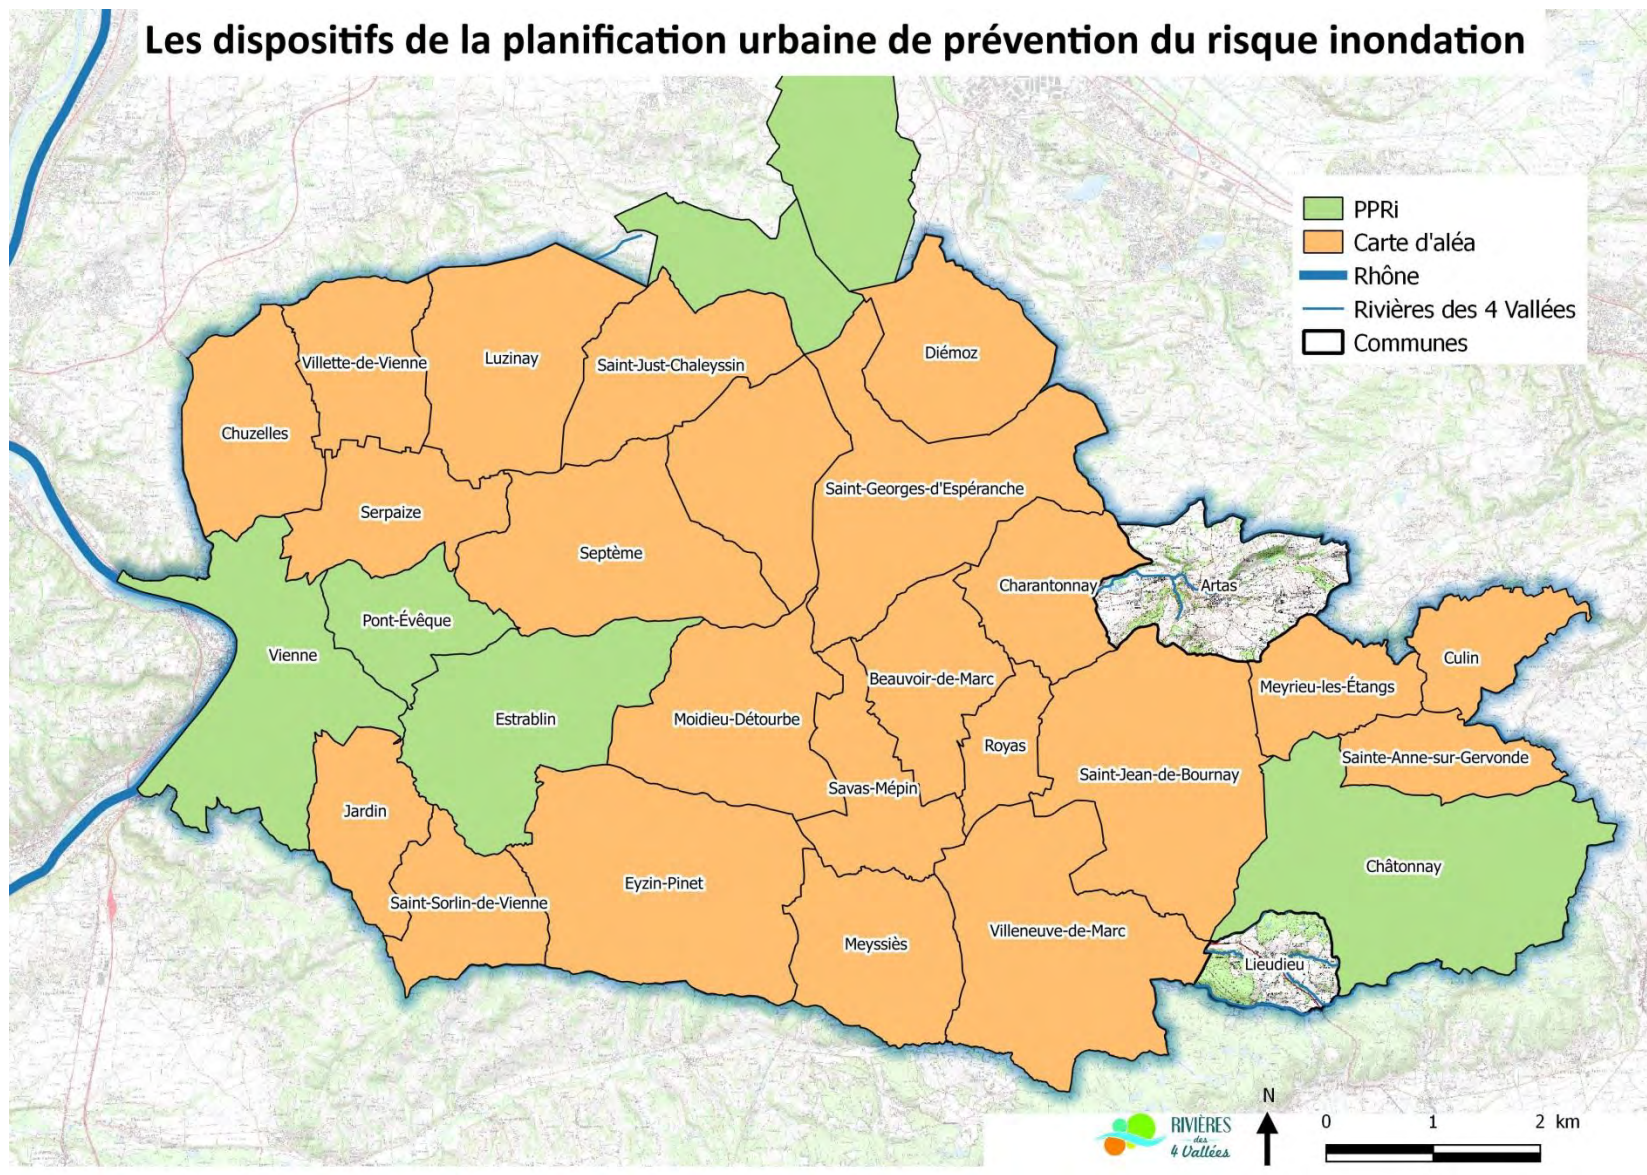 Les dispositifs de la planification urbaine de prévention du risque inondation
PPRi
Carte d'aléa
Rhône
Rivières des 4 Vallées
Communes
Diémoz
Villette-de-Vienne
Luzinay
Saint-Just-Chaleyssin
Chuzelles
Saint-Georges-d'Espéranche
Serpaize
Septème
Charantonnay
Artas
Pont-Évêque
Vienne
Culin
Beauvoir-de-Marc
Meyrieu-les-Étangs
Estrablin
Moidieu-Détourbe
Royas
Sainte-Anne-sur-Gervonde
Saint-Jean-de-Bournay
Savas-Mépin
Jardin
Châtonnay
Eyzin-Pinet
Saint-Sorlin-de-Vienne
Villeneuve-de-Marc
Meyssiès
Lieudieu
N
0 1 2 km
RIVIÈRES
des
4 Vallées